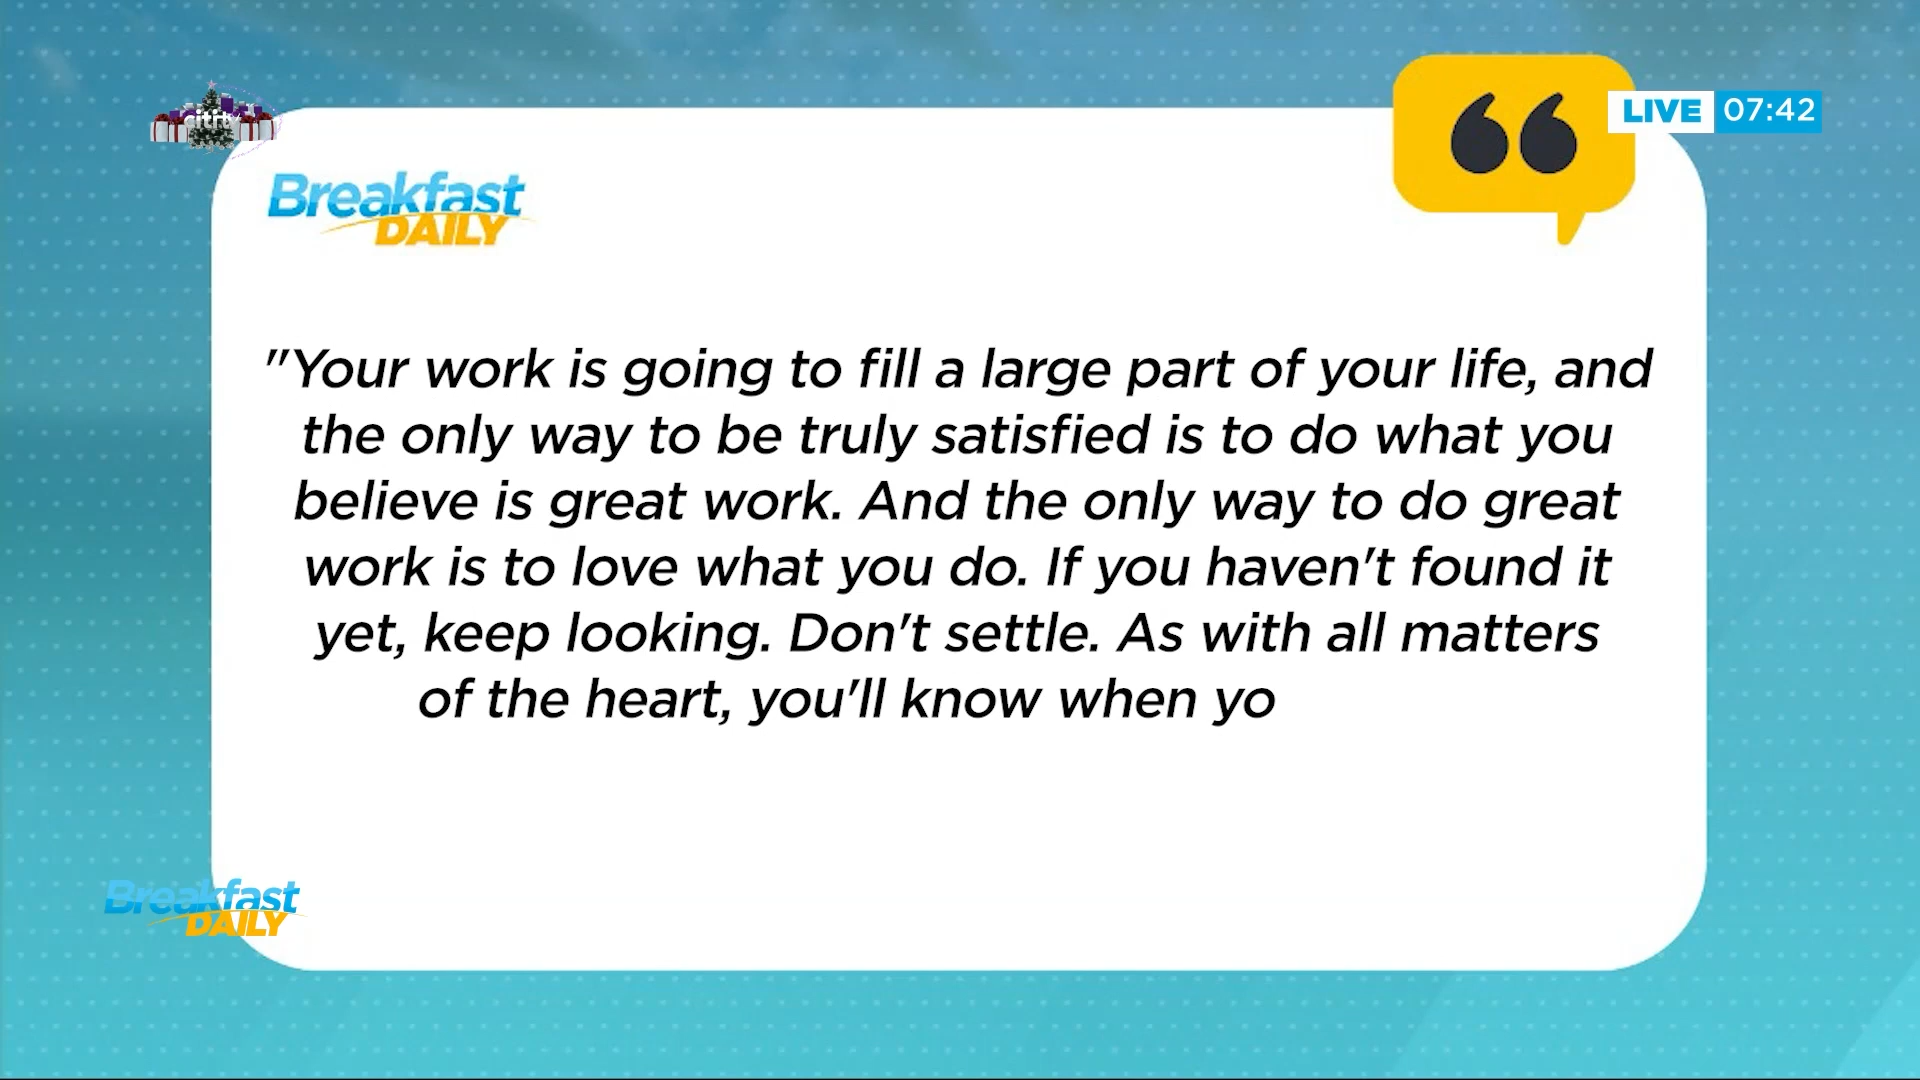 LIVE 07:42
Breakfast
DAILY
"Your work is going to fill a large part of your life, and
the only way to be truly satisfied is to do what you
believe is great work. And the only way to do great
work is to love what you do. If you haven't found it
yet, keep looking. Don't settle. As with all matters
of the heart, you'll know when yo
Breakfast
DAILY